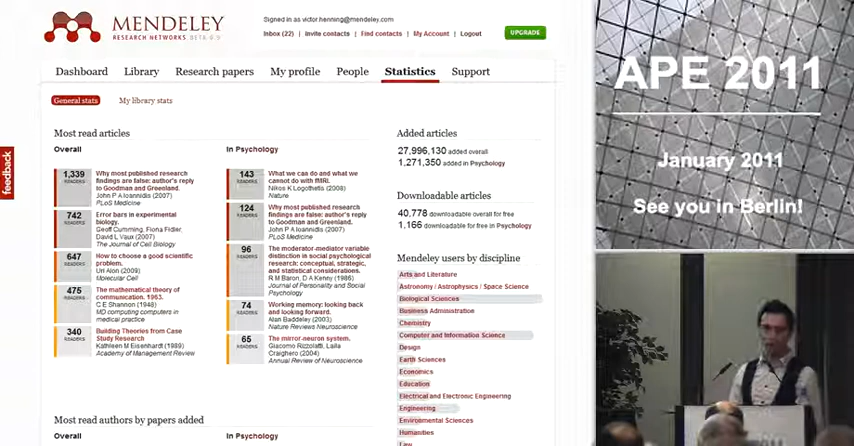 MENDELEY
RESEARCH NETWORKS BETA 0.9
Signed in as victor.henning@mendeley.com
Inbox (22) | Invite contacts | Find contacts | My Account | Logout
UPGRADE
Dashboard Library Research papers My profile People Statistics Support
General stats My library stats
feedback
Most read articles
Overall
1,339
READERS
Why most published research
findings are false: author's reply
to Goodman and Greenland.
John P A Ioannidis (2007)
PLoS Medicine
742
READERS
Error bars in experimental
biology.
Geoff Cumming, Fiona Fidler,
David L Vaux (2007)
The Journal of Cell Biology
647
READERS
How to choose a good scientific
problem.
Uri Alon (2009)
Molecular Cell
475
READERS
The mathematical theory of
communication. 1963.
C E Shannon (1948)
MD computing computers in
medical practice
340
READERS
Building Theories from Case
Study Research
Kathleen M Eisenhardt (1989)
Academy of Management Review
In Psychology
143
READERS
What we can do and what we
cannot do with fMRI.
Nikos K Logothetis (2008)
Nature
124
READERS
Why most published research
findings are false: author's reply
to Goodman and Greenland.
John P A Ioannidis (2007)
PLoS Medicine
96
READERS
The moderator-mediator variable
distinction in social psychological
research: conceptual, strategic,
and statistical considerations.
R M Baron, D A Kenny (1986)
Journal of Personality and Social
Psychology
74
READERS
Working memory: looking back
and looking forward.
Alan Baddeley (2003)
Nature Reviews Neuroscience
65
READERS
The mirror-neuron system.
Giacomo Rizzolatti, Laila
Craighero (2004)
Annual Review of Neuroscience
Added articles
27,996,130 added overall
1,271,350 added in Psychology
Downloadable articles
40,778 downloadable overall for free
1,166 downloadable for free in Psychology
Mendeley users by discipline
Arts and Literature
Astronomy / Astrophysics / Space Science
Biological Sciences
Business Administration
Chemistry
Computer and Information Science
Design
Earth Sciences
Economics
Education
Electrical and Electronic Engineering
Engineering
Environmental Sciences
Humanities
Law
Most read authors by papers added
Overall In Psychology
APE 2011
January 2011
See you in Berlin!